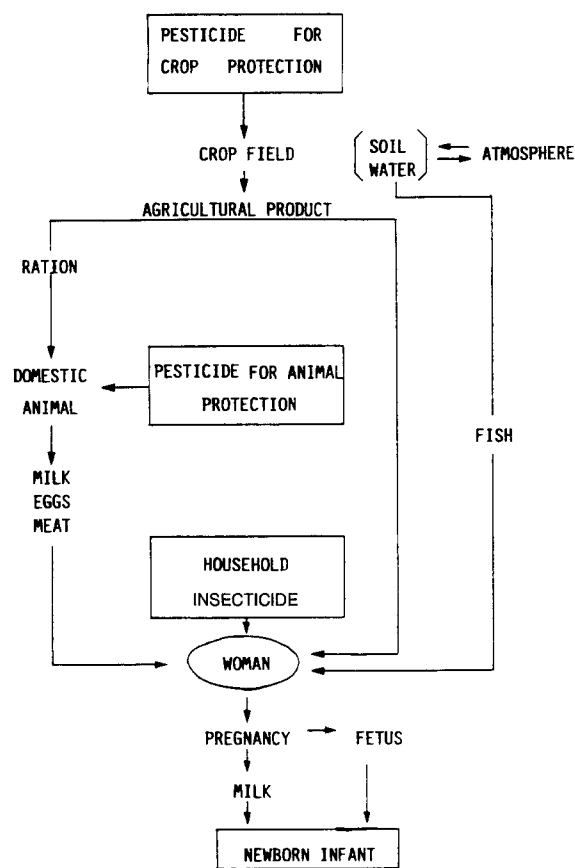 PESTICIDE FOR
CROP PROTECTION
CROP FIELD
SOIL
WATER
ATMOSPHERE
AGRICULTURAL PRODUCT
RATION
DOMESTIC
ANIMAL
PESTICIDE FOR ANIMAL
PROTECTION
FISH
MILK
EGGS
MEAT
HOUSEHOLD
INSECTICIDE
WOMAN
PREGNANCY
FETUS
MILK
NEWBORN INFANT